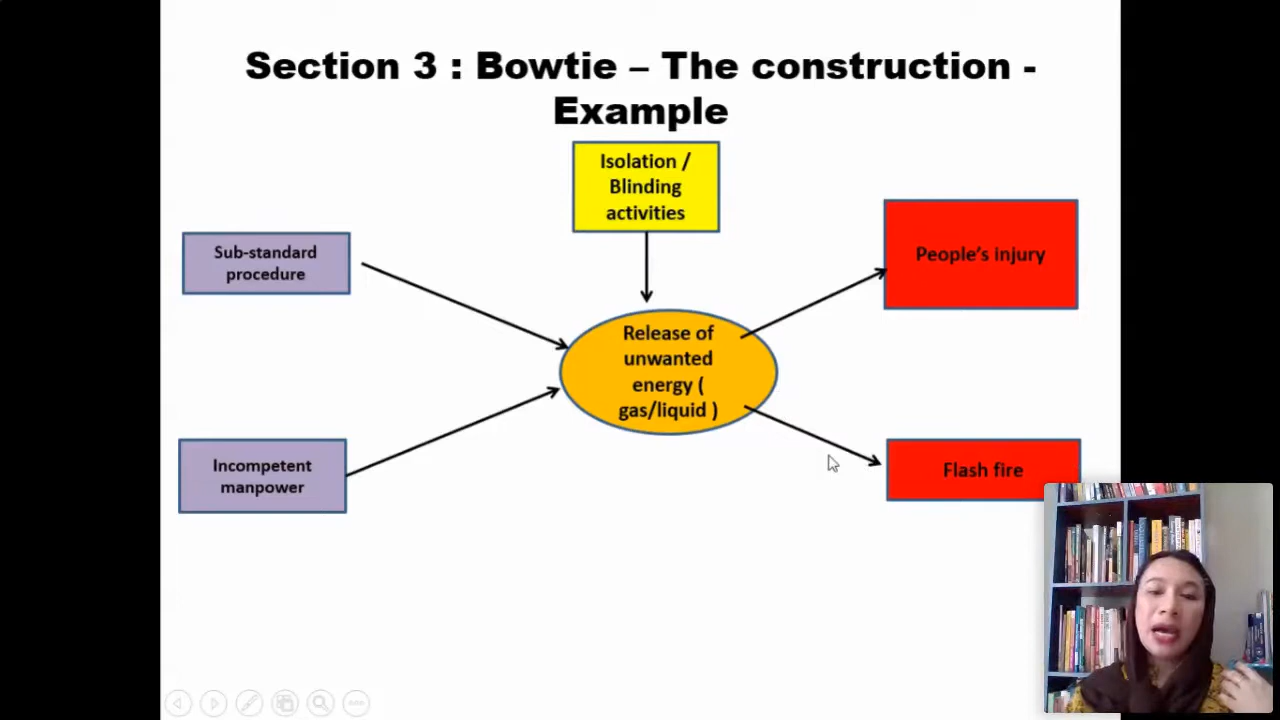 Section 3 : Bowtie – The construction -
Example
Isolation /
Blinding
activities
Sub-standard
procedure
People's injury
Release of
unwanted
energy (
gas/liquid )
Incompetent
manpower
Flash fire